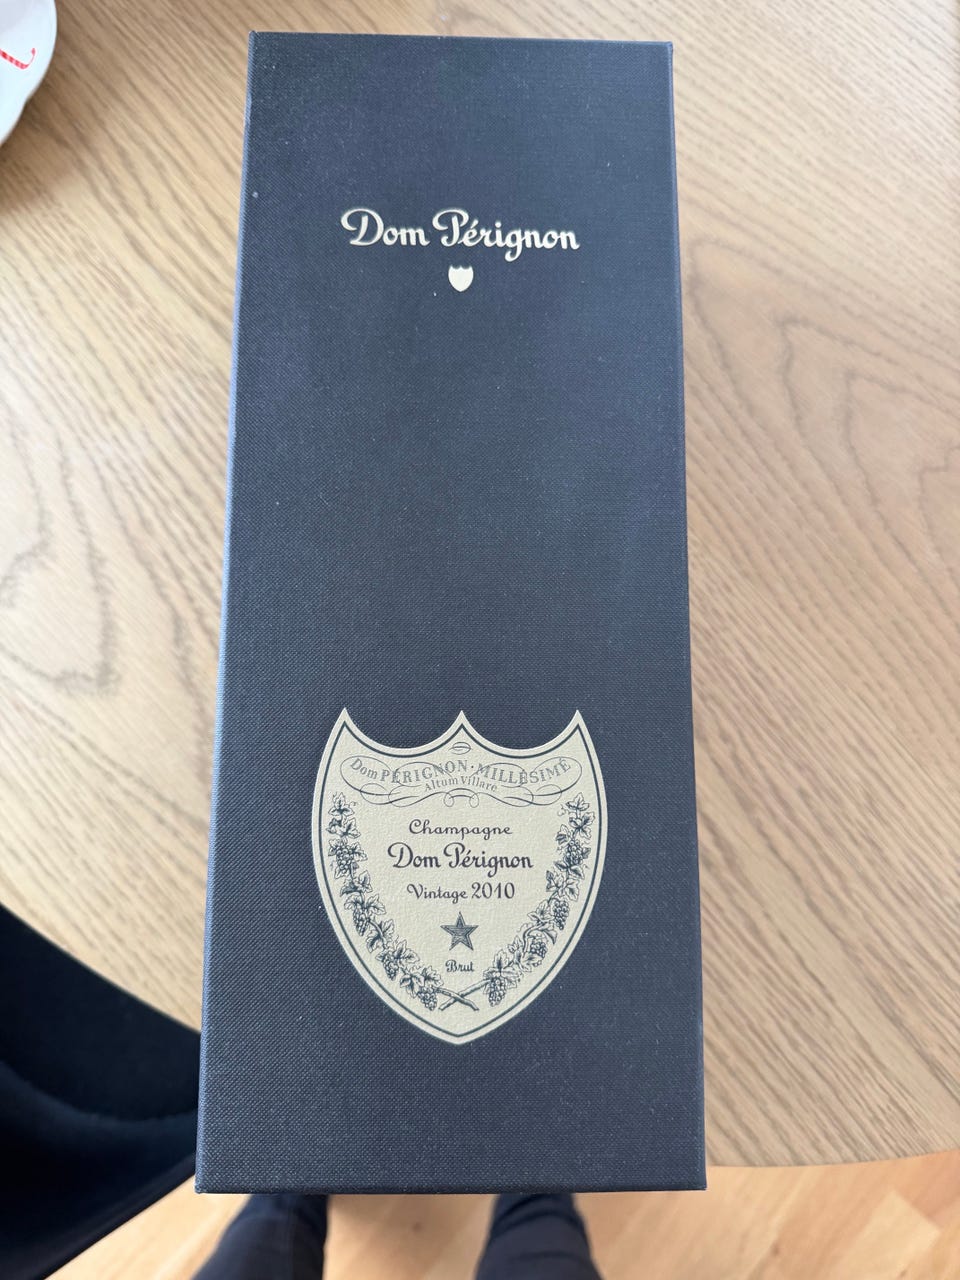 Dom Pérignon
Dom PÉRIGNON · MILLÉSIMÉ
Altum Villare
Champagne
Dom Pérignon
Vintage 2010
Brut